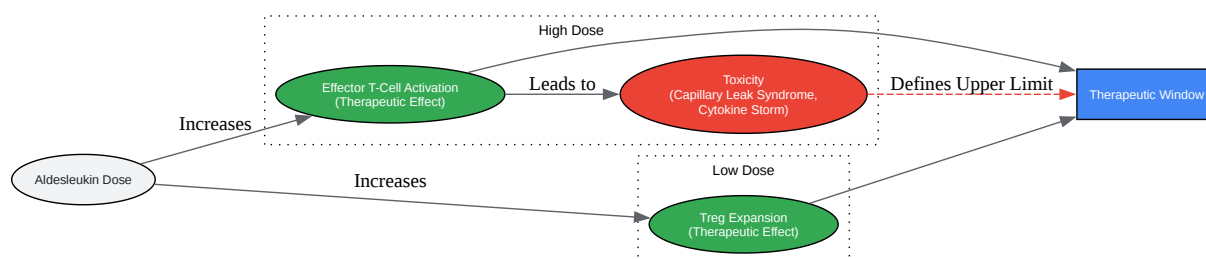 High Dose
Effector T-Cell Activation
(Therapeutic Effect)
Leads to
Toxicity
(Capillary Leak Syndrome,
Cytokine Storm)
Defines Upper Limit
Therapeutic Window
Increases
Aldesleukin Dose
Increases
Low Dose
Treg Expansion
(Therapeutic Effect)